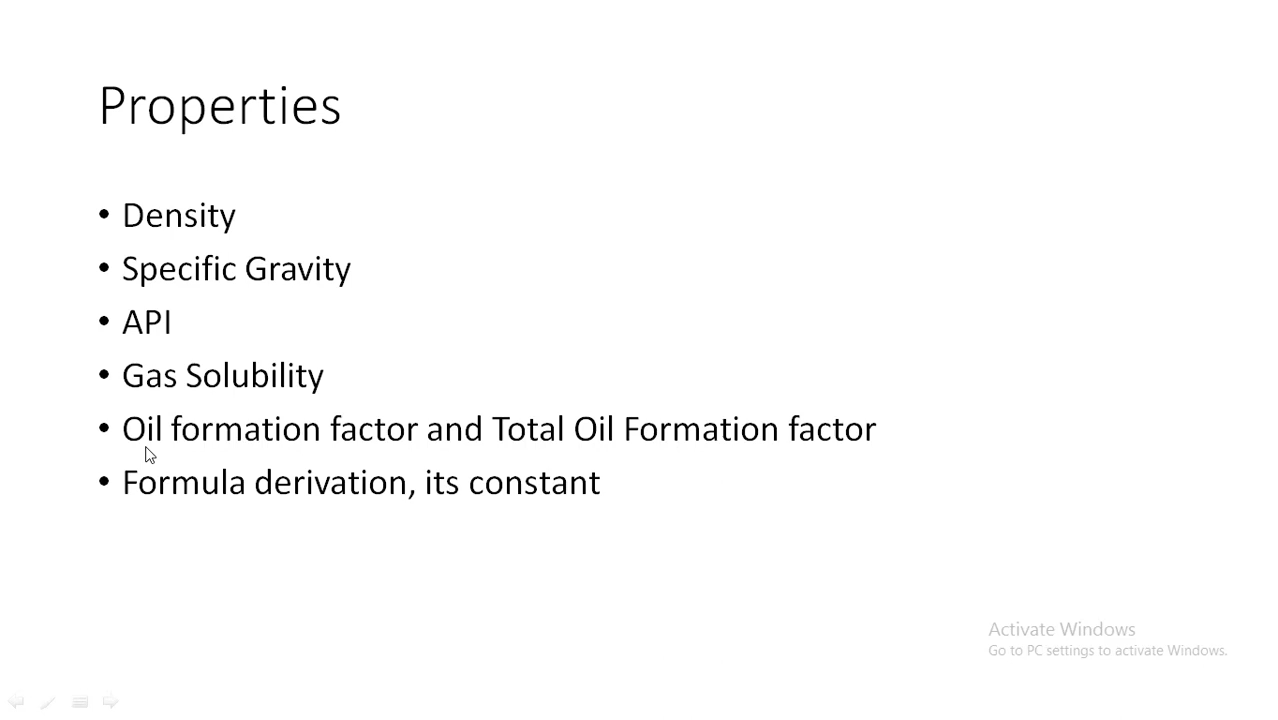 Properties
• Density
• Specific Gravity
• API
• Gas Solubility
• Oil formation factor and Total Oil Formation factor
• Formula derivation, its constant
Activate Windows
Go to PC settings to activate Windows.